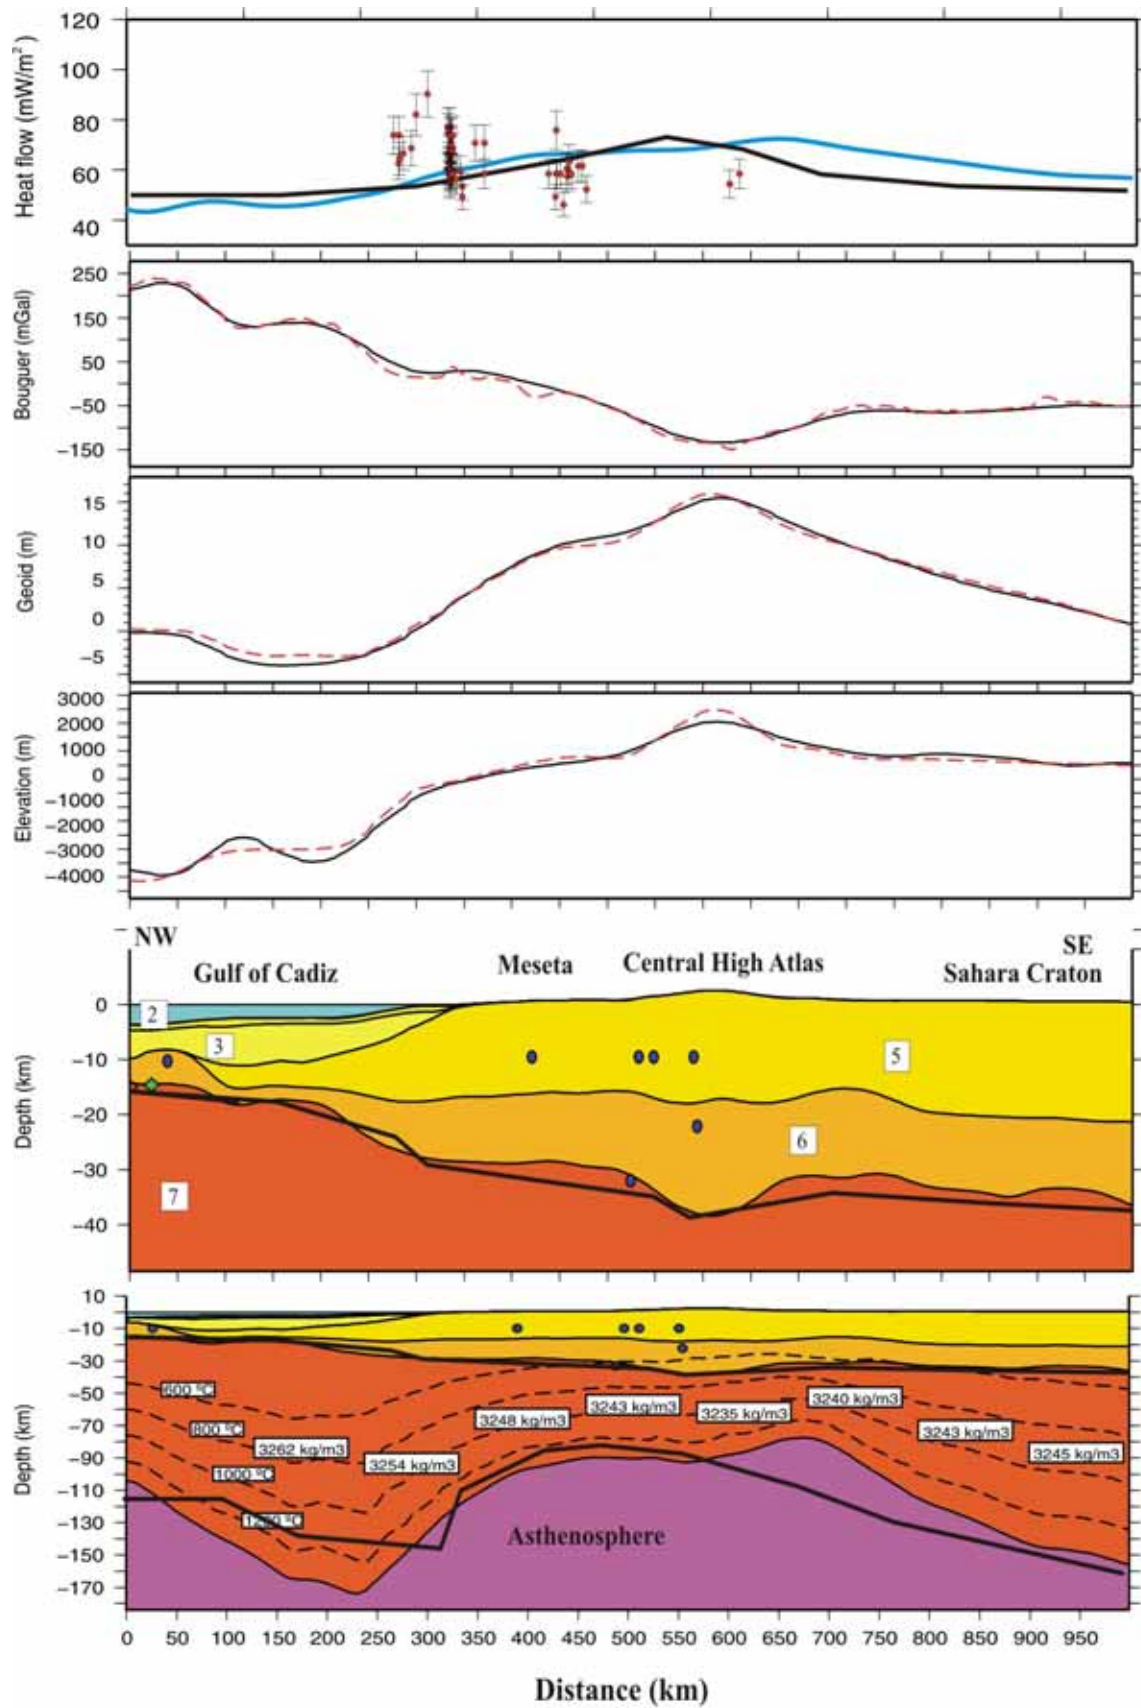 Heat flow (mW/m²)
120
100
80
60
40
Bouguer (mGal)
250
150
50
−50
−150
Geoid (m)
15
10
5
0
−5
Elevation (m)
3000
2000
1000
0
−1000
−2000
−3000
−4000
NW
SE
Gulf of Cadiz
Meseta
Central High Atlas
Sahara Craton
Depth (km)
0
−10
−20
−30
−40
2
3
5
6
7
Depth (km)
10
−10
−30
−50
−70
−90
−110
−130
−150
−170
600 ºC
800 ºC
1000 ºC
3262 kg/m3
3254 kg/m3
3248 kg/m3
3243 kg/m3
3235 kg/m3
3240 kg/m3
3243 kg/m3
3245 kg/m3
Asthenosphere
0 50 100 150 200 250 300 350 400 450 500 550 600 650 700 750 800 850 900 950
Distance (km)